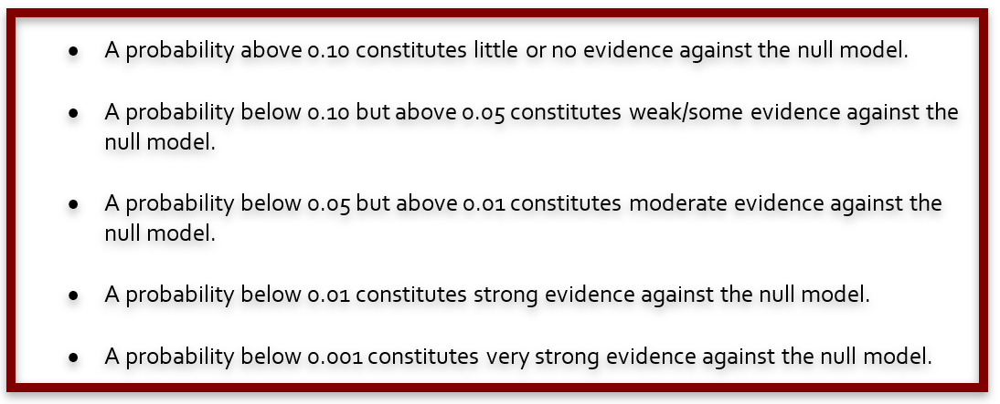 • A probability above 0.10 constitutes little or no evidence against the null model.
• A probability below 0.10 but above 0.05 constitutes weak/some evidence against the
null model.
• A probability below 0.05 but above 0.01 constitutes moderate evidence against the
null model.
• A probability below 0.01 constitutes strong evidence against the null model.
• A probability below 0.001 constitutes very strong evidence against the null model.